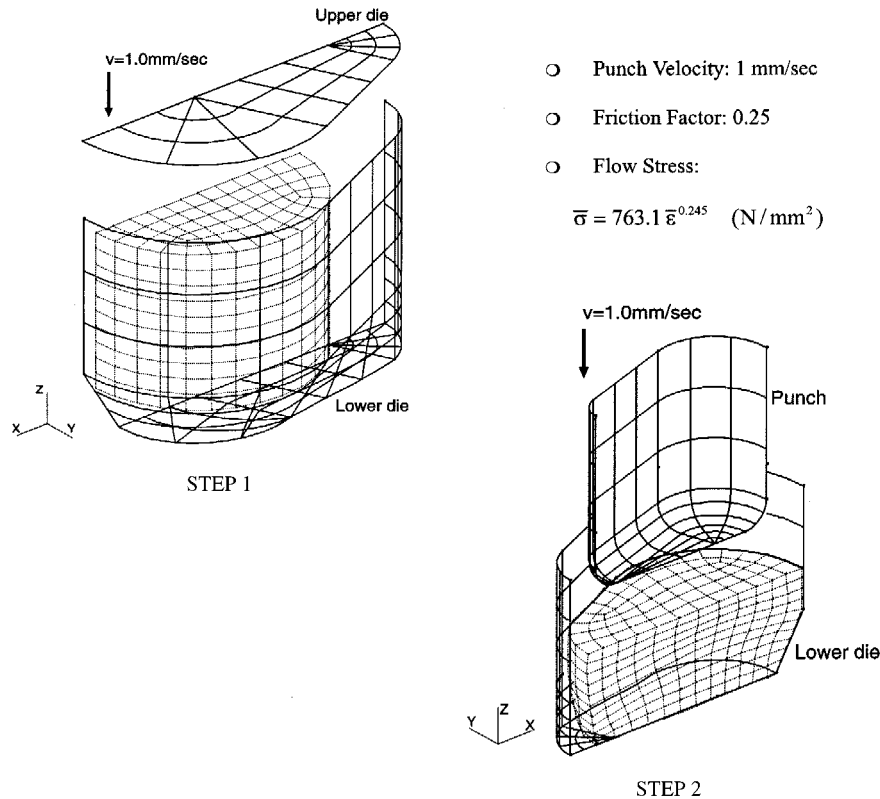 Upper die
v=1.0mm/sec
Lower die
Z
X
Y
STEP 1
❍ Punch Velocity: 1 mm/sec
❍ Friction Factor: 0.25
❍ Flow Stress:
σ̅ = 763.1 ε̅^0.245 (N/mm²)
v=1.0mm/sec
Punch
Lower die
Y
Z
X
STEP 2